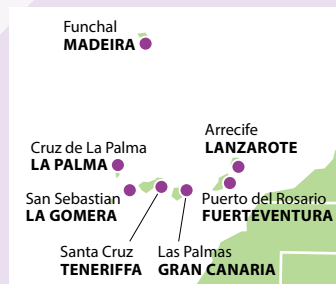 Funchal
MADEIRA
Cruz de La Palma
LA PALMA
Arrecife
LANZAROTE
San Sebastian
LA GOMERA
Puerto del Rosario
FUERTEVENTURA
Santa Cruz
TENERIFFA
Las Palmas
GRAN CANARIA